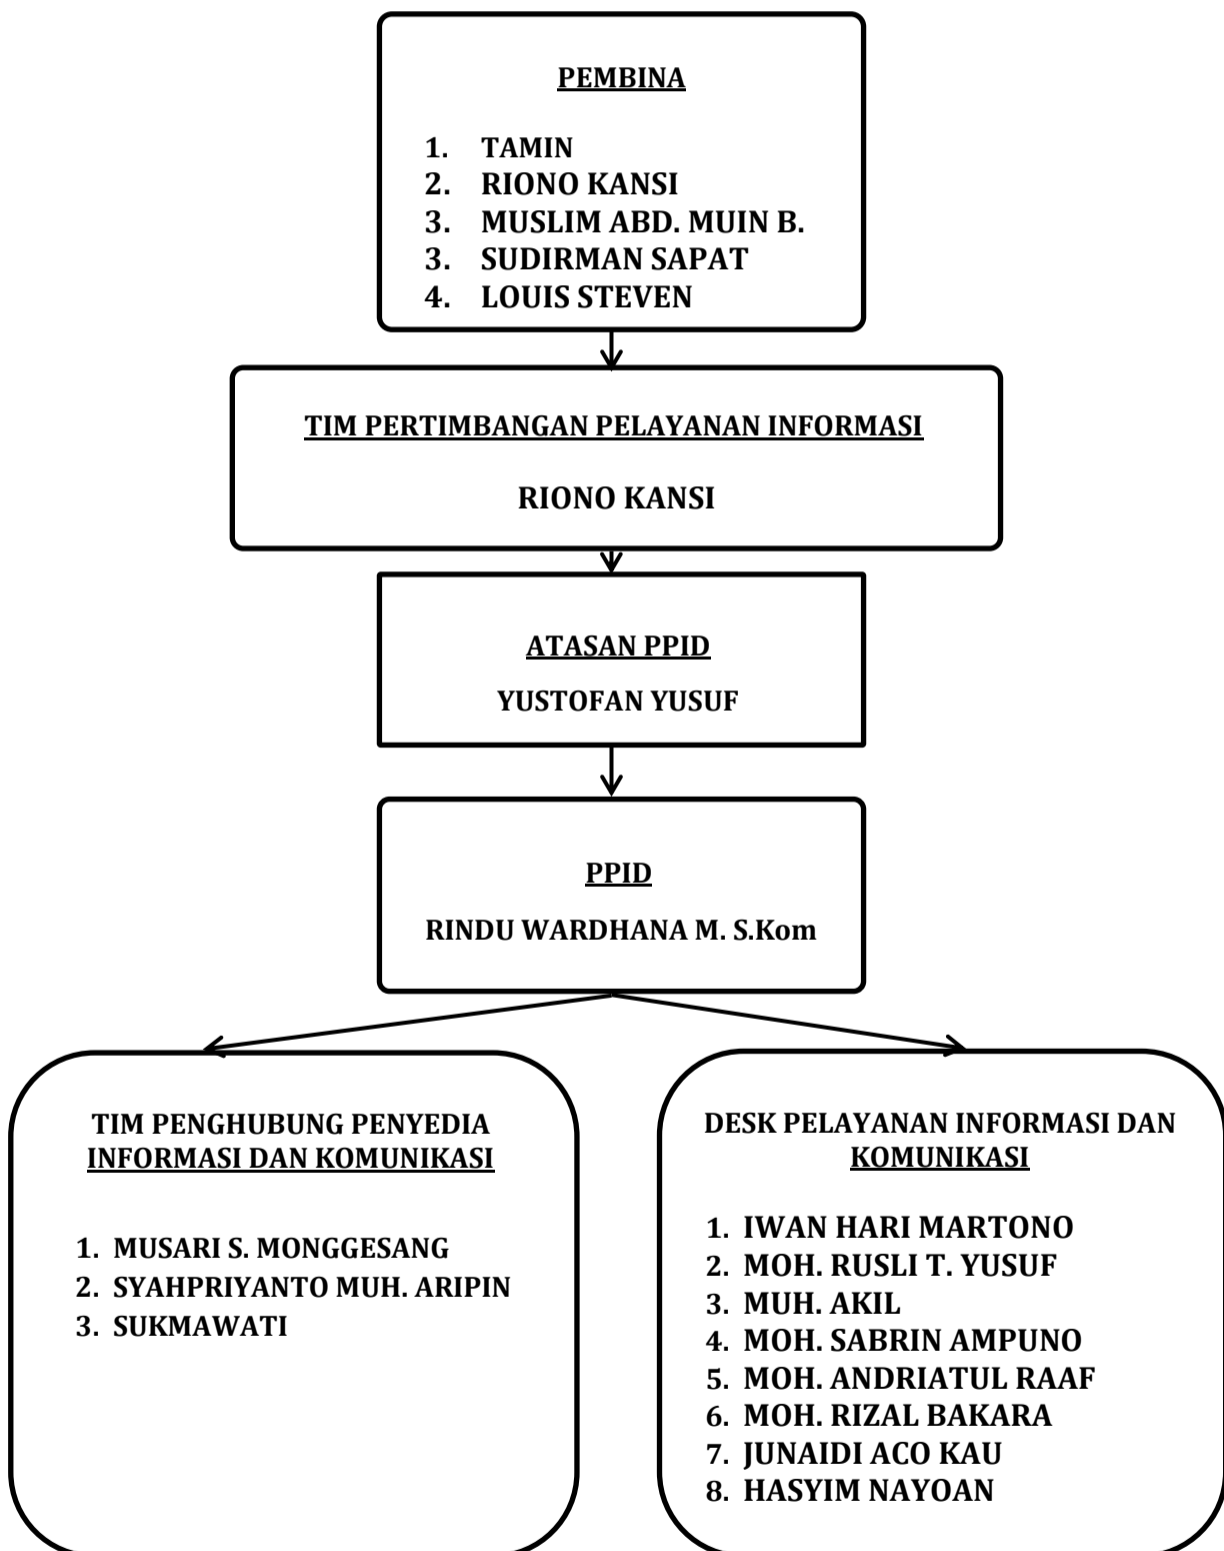 PEMBINA
1. TAMIN
2. RIONO KANSI
3. MUSLIM ABD. MUIN B.
3. SUDIRMAN SAPAT
4. LOUIS STEVEN
TIM PERTIMBANGAN PELAYANAN INFORMASI
RIONO KANSI
ATASAN PPID
YUSTOFAN YUSUF
PPID
RINDU WARDHANA M. S.Kom
TIM PENGHUBUNG PENYEDIA
INFORMASI DAN KOMUNIKASI
1. MUSARI S. MONGGESANG
2. SYAHPRIYANTO MUH. ARIPIN
3. SUKMAWATI
DESK PELAYANAN INFORMASI DAN
KOMUNIKASI
1. IWAN HARI MARTONO
2. MOH. RUSLI T. YUSUF
3. MUH. AKIL
4. MOH. SABRIN AMPUNO
5. MOH. ANDRIATUL RAAF
6. MOH. RIZAL BAKARA
7. JUNAIDI ACO KAU
8. HASYIM NAYOAN